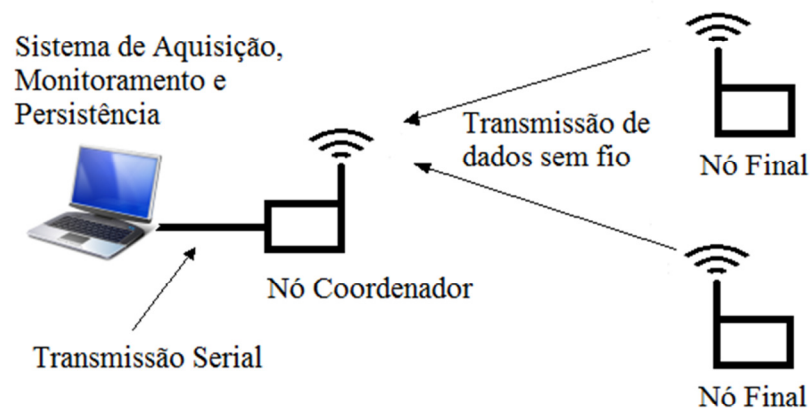 Sistema de Aquisição,
Monitoramento e
Persistência
Transmissão de
dados sem fio
Nó Final
Nó Coordenador
Transmissão Serial
Nó Final